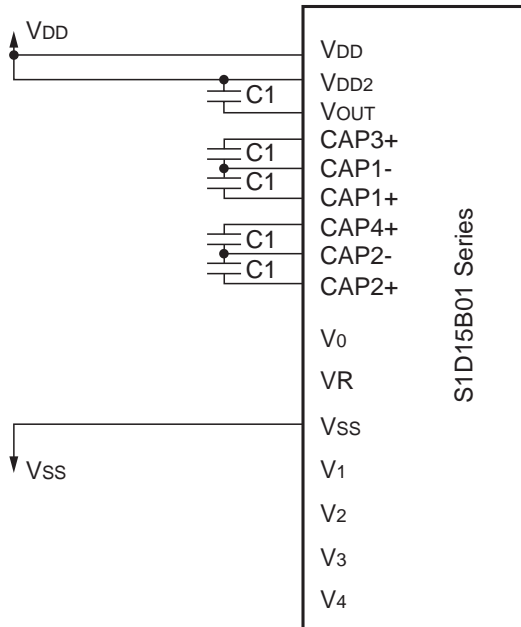 VDD
VDD
VDD2
C1
VOUT
CAP3+
C1
CAP1-
C1
CAP1+
CAP4+
C1
CAP2-
C1
CAP2+
V0
VR
VSS
VSS
V1
V2
V3
V4
S1D15B01 Series